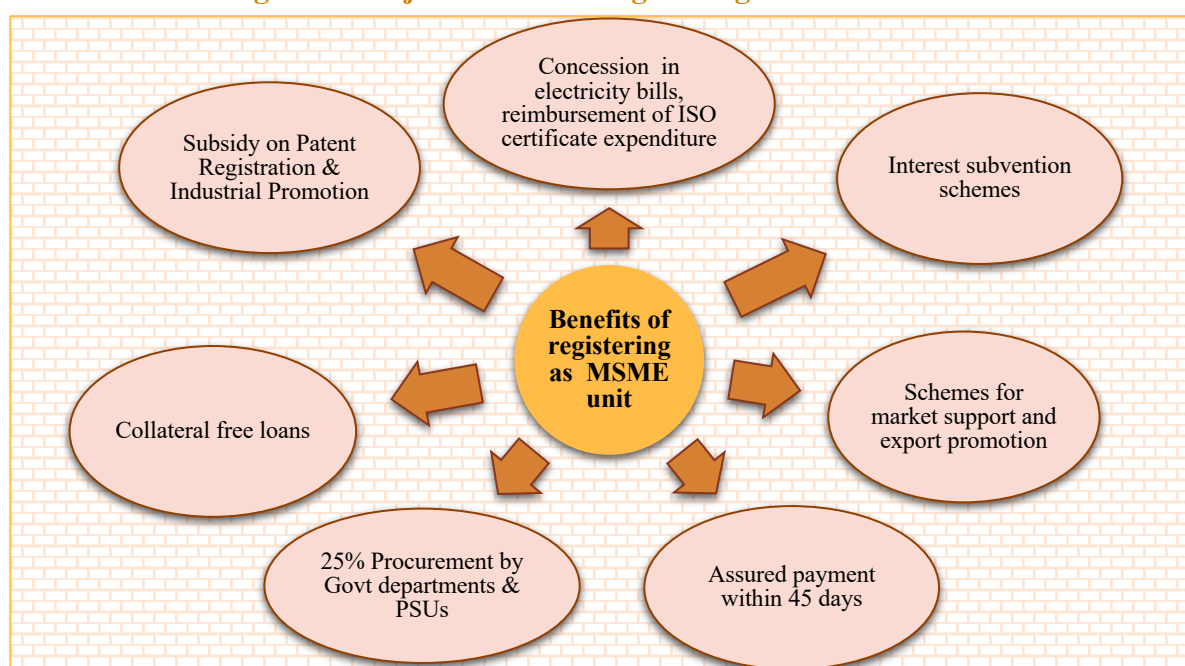 Concession in
electricity bills,
reimbursement of ISO
certificate expenditure
Subsidy on Patent
Registration &
Industrial Promotion
Interest subvention
schemes
Benefits of
registering
as MSME
unit
Collateral free loans
Schemes for
market support and
export promotion
25% Procurement by
Govt departments &
PSUs
Assured payment
within 45 days